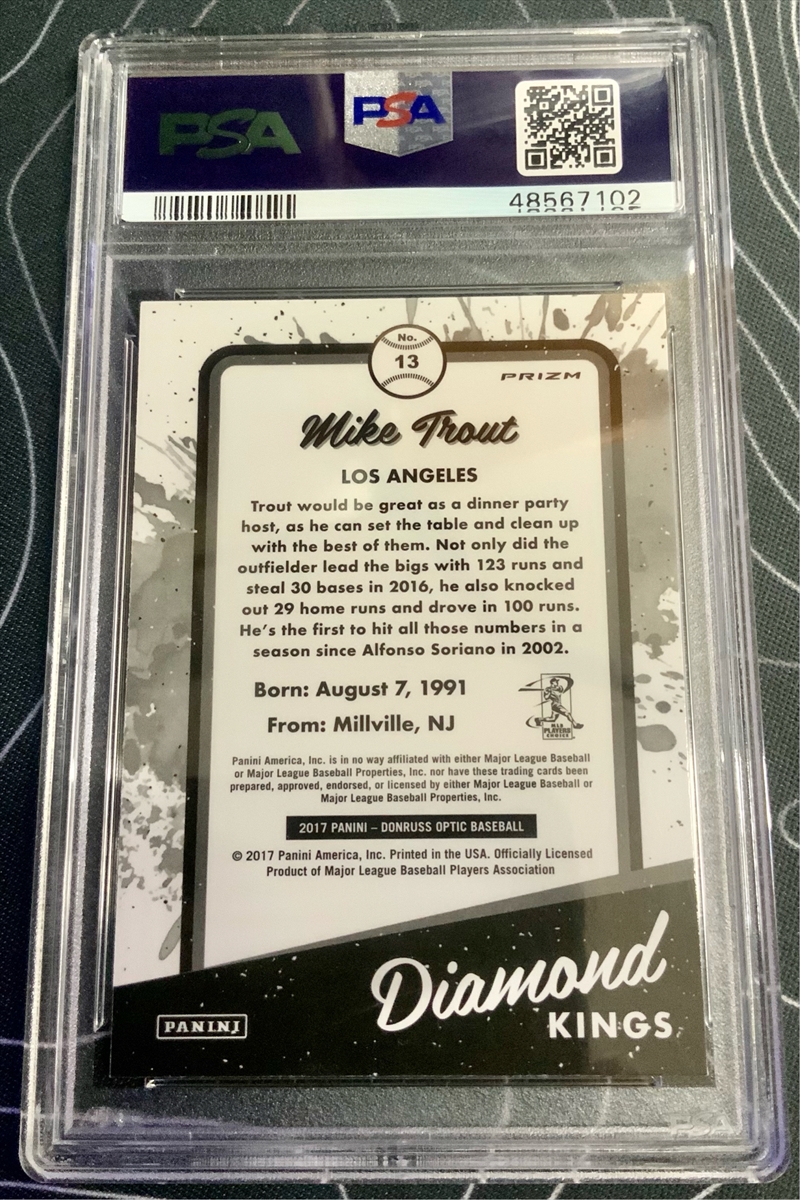 PSA
PSA
48567102
No.
13
PRIZM
Mike Trout
LOS ANGELES
Trout would be great as a dinner party
host, as he can set the table and clean up
with the best of them. Not only did the
outfielder lead the bigs with 123 runs and
steal 30 bases in 2016, he also knocked
out 29 home runs and drove in 100 runs.
He's the first to hit all those numbers in a
season since Alfonso Soriano in 2002.
Born: August 7, 1991
From: Millville, NJ
MLB
PLAYERS
CHOICE
Panini America, Inc. is in no way affiliated with either Major League Baseball
or Major League Baseball Properties, Inc. nor have these trading cards been
prepared, approved, endorsed, or licensed by either Major League Baseball or
Major League Baseball Properties, Inc.
2017 PANINI – DONRUSS OPTIC BASEBALL
© 2017 Panini America, Inc. Printed in the USA. Officially Licensed
Product of Major League Baseball Players Association
Diamond
KINGS
PANINI
PSA